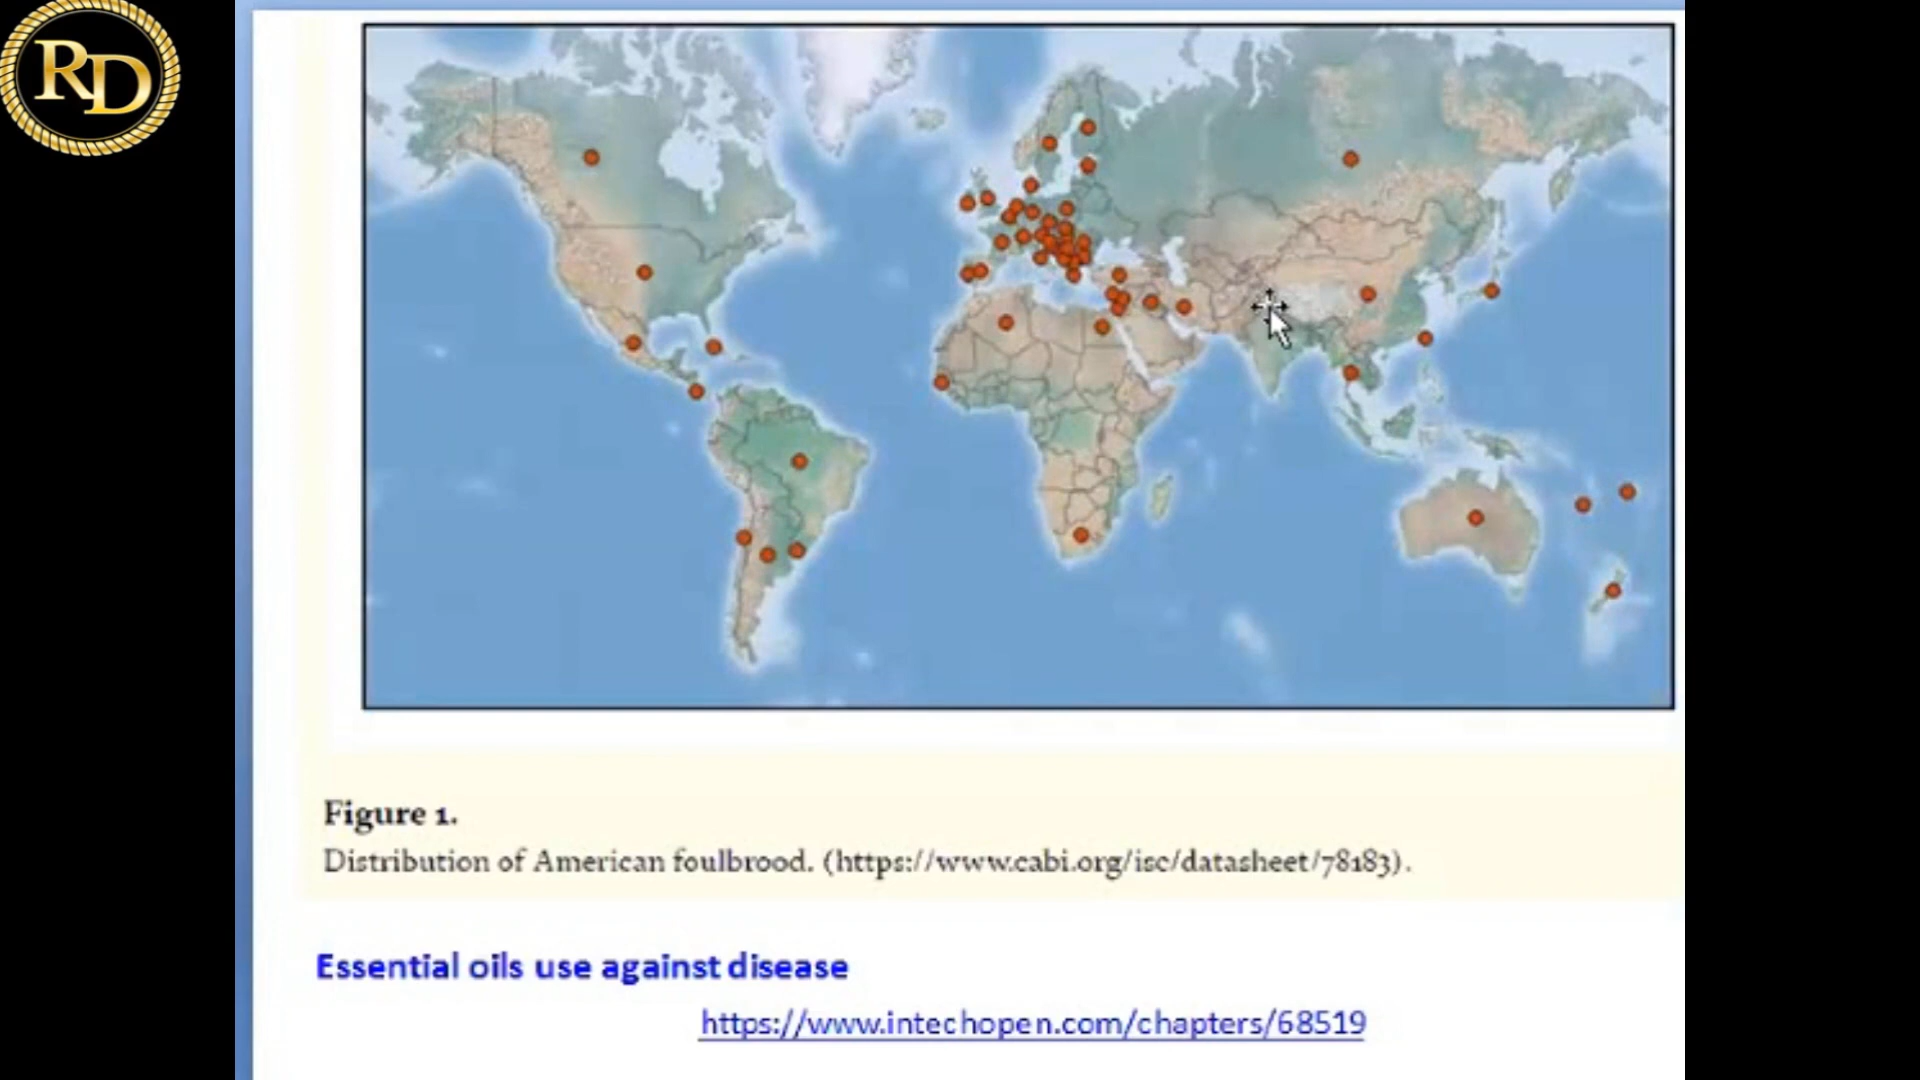 RD
Figure 1.
Distribution of American foulbrood. (https://www.cabi.org/isc/datasheet/78183).
Essential oils use against disease
https://www.intechopen.com/chapters/68519